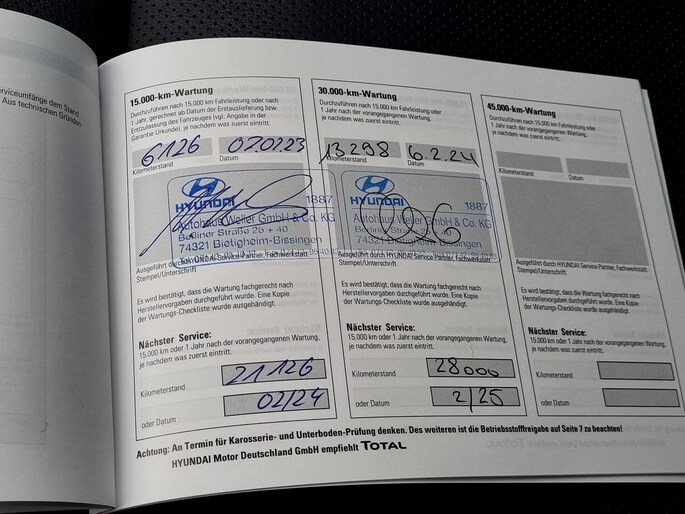 rviceumfänge dem Stand
Aus technischen Gründen
15.000-km-Wartung
Durchzuführen nach 15.000 km Fahrleistung oder nach
1 Jahr, gerechnet ab Datum der Erstauslieferung bzw.
Erstzulassung des Fahrzeuges (vgl. Angabe in der
Garantie Urkunde), je nachdem was zuerst eintritt.
6126
070223
Kilometerstand
Datum
HYUNDAI
1887
Autohaus Weller GmbH & Co. KG
Berliner Straße 26 + 40
74321 Bietigheim-Bissingen
Ausgeführt durch HYUNDAI Service-Partner, Fachwerkstatt
Stempel/Unterschrift
Es wird bestätigt, dass die Wartung fachgerecht nach
Herstellervorgaben durchgeführt wurde. Eine Kopie
der Wartungs-Checkliste wurde ausgehändigt.
Nächster Service:
15.000 km oder 1 Jahr nach der vorangegangenen Wartung,
je nachdem was zuerst eintritt.
Kilometerstand
21126
oder Datum
02/24
30.000-km-Wartung
Durchzuführen nach 15.000 km Fahrleistung oder
1 Jahr nach der vorangegangenen Wartung,
je nachdem was zuerst eintritt.
13298
6.2.24
Kilometerstand
Datum
HYUNDAI
1887
Autohaus Weller GmbH & Co. KG
Berliner Straße 26 + 40
74321 Bietigheim-Bissingen
Ausgeführt durch HYUNDAI Service-Partner, Fachwerkstatt
Stempel/Unterschrift
Es wird bestätigt, dass die Wartung fachgerecht nach
Herstellervorgaben durchgeführt wurde. Eine Kopie
der Wartungs-Checkliste wurde ausgehändigt.
Nächster Service:
15.000 km oder 1 Jahr nach der vorangegangenen Wartung,
je nachdem was zuerst eintritt.
Kilometerstand
28000
oder Datum
2/25
45.000-km-Wartung
Durchzuführen nach 15.000 km Fahrleistung oder
1 Jahr nach der vorangegangenen Wartung,
je nachdem was zuerst eintritt.
Kilometerstand
Datum
Ausgeführt durch HYUNDAI Service-Partner, Fachwerkstatt
Stempel/Unterschrift
Es wird bestätigt, dass die Wartung fachgerecht nach
Herstellervorgaben durchgeführt wurde. Eine Kopie
der Wartungs-Checkliste wurde ausgehändigt.
Nächster Service:
15.000 km oder 1 Jahr nach der vorangegangenen Wartung,
je nachdem was zuerst eintritt.
Kilometerstand
oder Datum
Achtung: An Termin für Karosserie- und Unterboden-Prüfung denken. Des weiteren ist die Betriebsstofffreigabe auf Seite 7 zu beachten!
HYUNDAI Motor Deutschland GmbH empfiehlt TOTAL